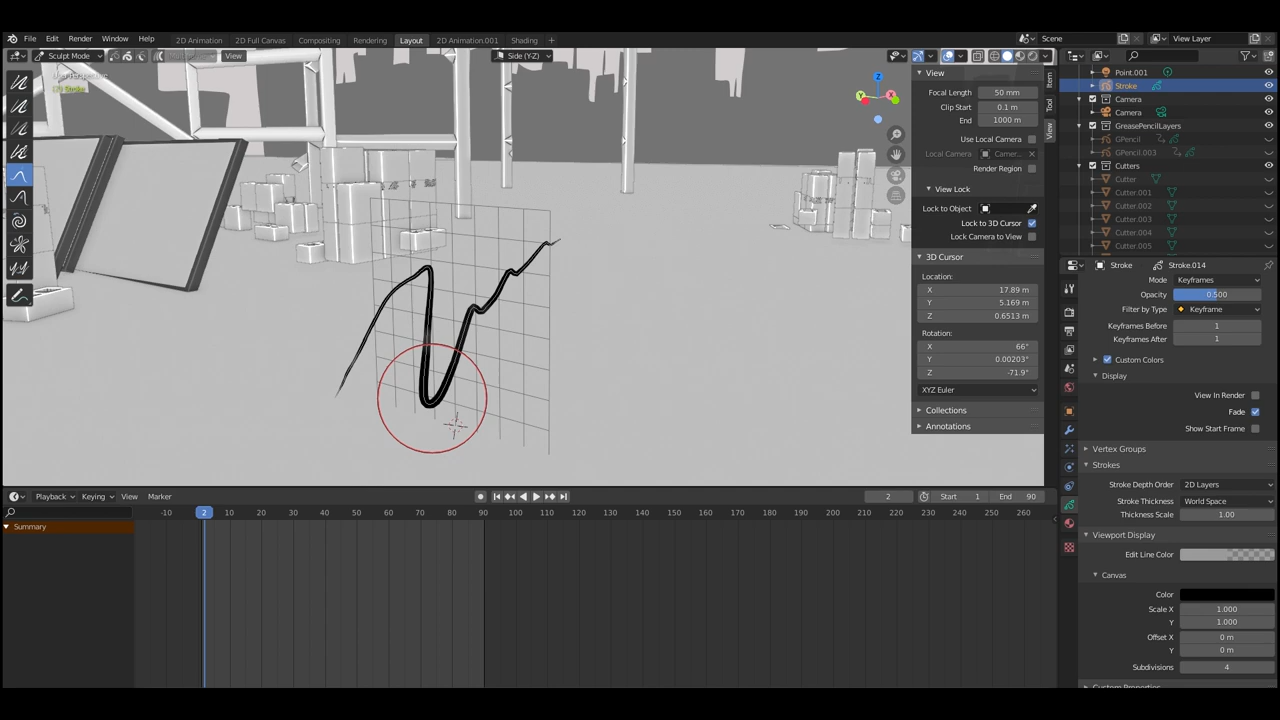 File Edit Render Window Help 2D Animation 2D Full Canvas Compositing Rendering Layout 2D Animation.001 Shading Scene View Layer
Sculpt Mode View Side (Y-Z)
(2) Stroke
View
Focal Length 50 mm
Clip Start 0.1 m
End 1000 m
Use Local Camera
Local Camera Camer...
Render Region
View Lock
Lock to Object
Lock to 3D Cursor
Lock Camera to View
3D Cursor
Location:
X 17.89 m
Y 5.169 m
Z 0.6513 m
Rotation:
X 66°
Y 0.00203°
Z -71.9°
XYZ Euler
Collections
Annotations
Item
Tool
View
Z
Y
X
Point.001
Stroke
Camera
Camera
GreasePencilLayers
GPencil
GPencil.003
Cutters
Cutter
Cutter.001
Cutter.002
Cutter.003
Cutter.004
Cutter.005
Stroke Stroke.014
Mode Keyframes
Opacity 0.500
Filter by Type Keyframe
Keyframes Before 1
Keyframes After 1
Custom Colors
Display
View In Render
Fade
Show Start Frame
Vertex Groups
Strokes
Stroke Depth Order 2D Layers
Stroke Thickness World Space
Thickness Scale 1.00
Viewport Display
Edit Line Color
Canvas
Color
Scale X 1.000
Y 1.000
Offset X 0 m
Y 0 m
Subdivisions 4
Playback Keying View Marker 2 Start 1 End 90
-10 2 10 20 30 40 50 60 70 80 90 100 110 120 130 140 150 160 170 180 190 200 210 220 230 240 250 260
Summary